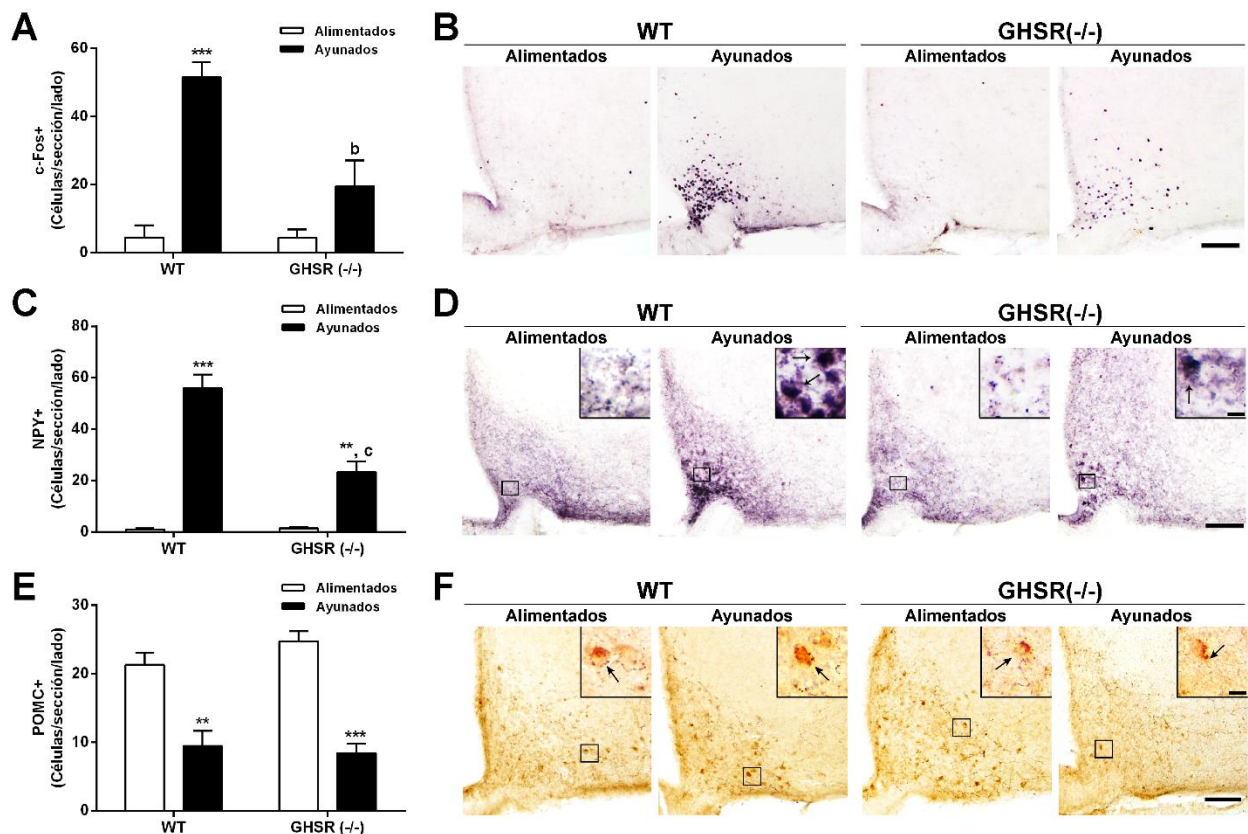 A
c-Fos+
(Células/sección/lado)
60
40
20
0
Alimentados
Ayunados
***
b
WT
GHSR (-/-)
B
WT
GHSR(-/-)
Alimentados
Ayunados
Alimentados
Ayunados
C
NPY+
(Células/sección/lado)
80
60
40
20
0
Alimentados
Ayunados
***
**, c
WT
GHSR (-/-)
D
WT
GHSR(-/-)
Alimentados
Ayunados
Alimentados
Ayunados
E
POMC+
(Células/sección/lado)
30
20
10
0
Alimentados
Ayunados
**
***
WT
GHSR (-/-)
F
WT
GHSR(-/-)
Alimentados
Ayunados
Alimentados
Ayunados